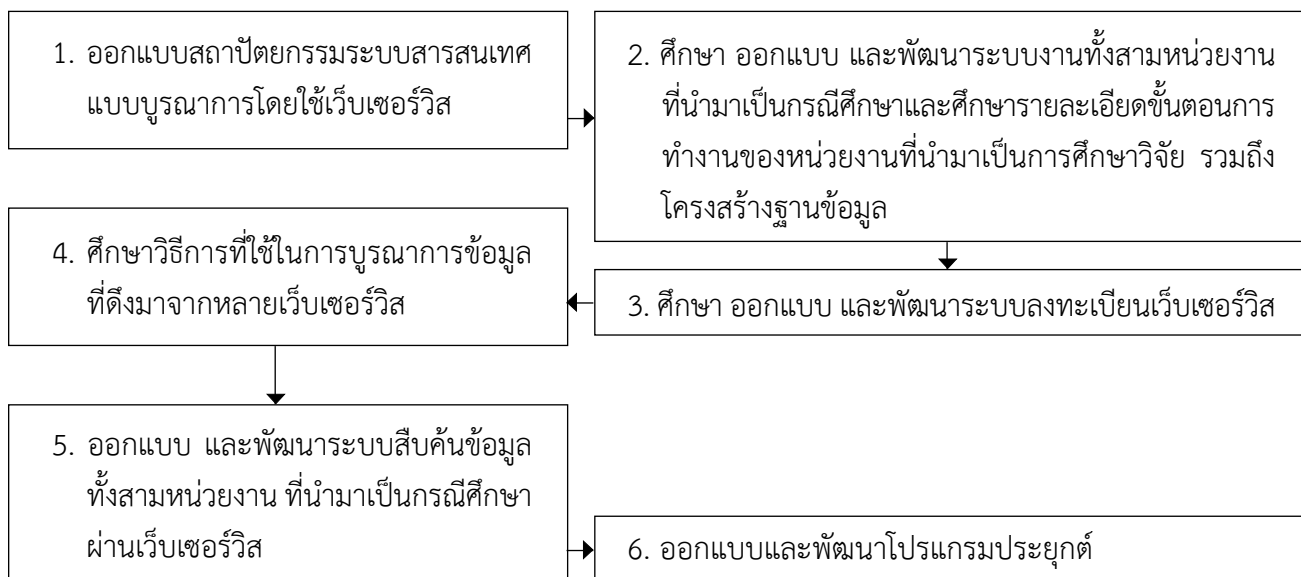 1. ออกแบบสถาปัตยกรรมระบบสารสนเทศ
แบบบูรณาการโดยใช้เว็บเซอร์วิส
2. ศึกษา ออกแบบ และพัฒนาระบบงานทั้งสามหน่วยงาน
ที่นำมาเป็นกรณีศึกษาและศึกษารายละเอียดขั้นตอนการ
ทำงานของหน่วยงานที่นำมาเป็นการศึกษาวิจัย รวมถึง
โครงสร้างฐานข้อมูล
3. ศึกษา ออกแบบ และพัฒนาระบบลงทะเบียนเว็บเซอร์วิส
4. ศึกษาวิธีการที่ใช้ในการบูรณาการข้อมูล
ที่ดึงมาจากหลายเว็บเซอร์วิส
5. ออกแบบ และพัฒนาระบบสืบค้นข้อมูล
ทั้งสามหน่วยงาน ที่นำมาเป็นกรณีศึกษา
ผ่านเว็บเซอร์วิส
6. ออกแบบและพัฒนาโปรแกรมประยุกต์